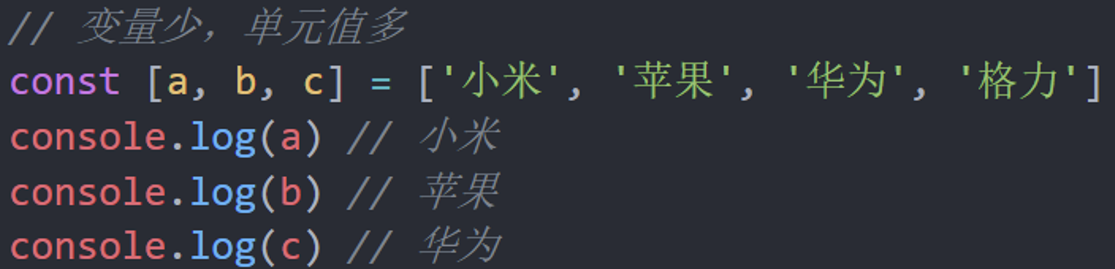 // 变量少，单元值多
const [a, b, c] = ['小米', '苹果', '华为', '格力']
console.log(a) // 小米
console.log(b) // 苹果
console.log(c) // 华为